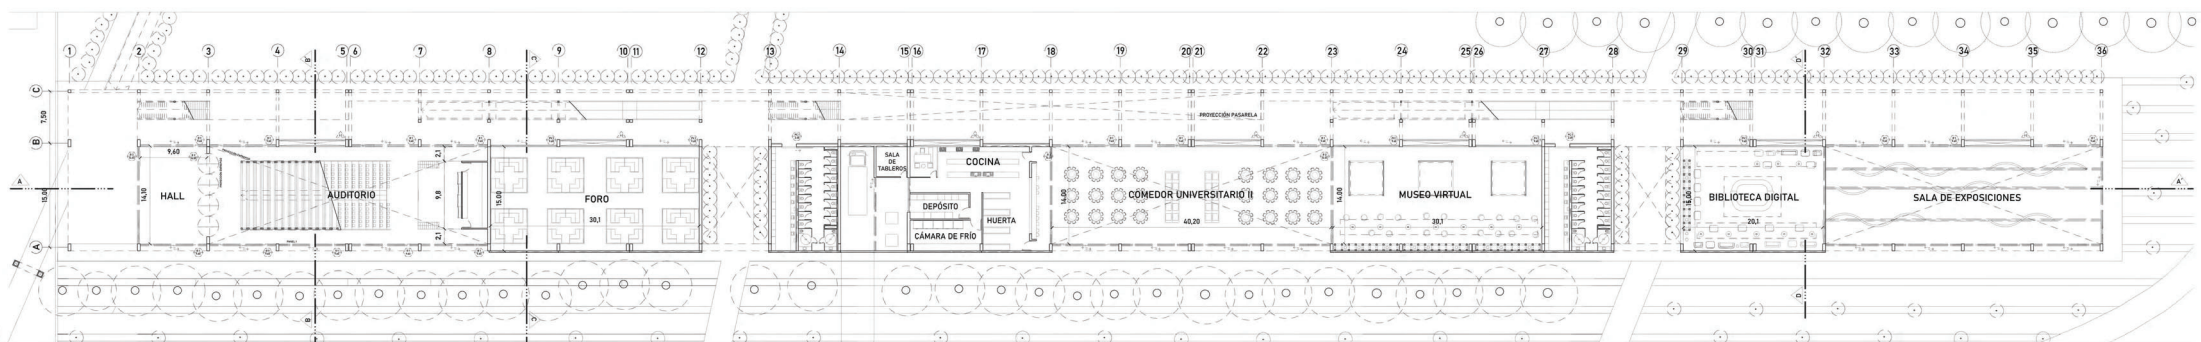 1 2 3 4 5 6 7 8 9 10 11 12 13 14 15 16 17 18 19 20 21 22 23 24 25 26 27 28 29 30 31 32 33 34 35 36
B C D
C
7,50
B
15,00
A
A A'
PROYECCIÓN PASARELA
9,60
14,10
HALL
AUDITORIO
2,1
9,8
2,1
15.00
FORO
30,1
SALA
DE
TABLEROS
COCINA
DEPÓSITO
HUERTA
CÁMARA DE FRÍO
14,00
COMEDOR UNIVERSITARIO II
40,20
14,00
MUSEO VIRTUAL
30,1
15,00
BIBLIOTECA DIGITAL
20,1
SALA DE EXPOSICIONES
B C D